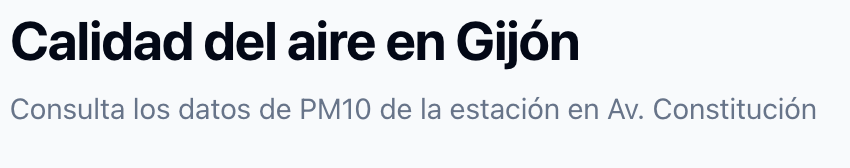 Calidad del aire en Gijón
Consulta los datos de PM10 de la estación en Av. Constitución